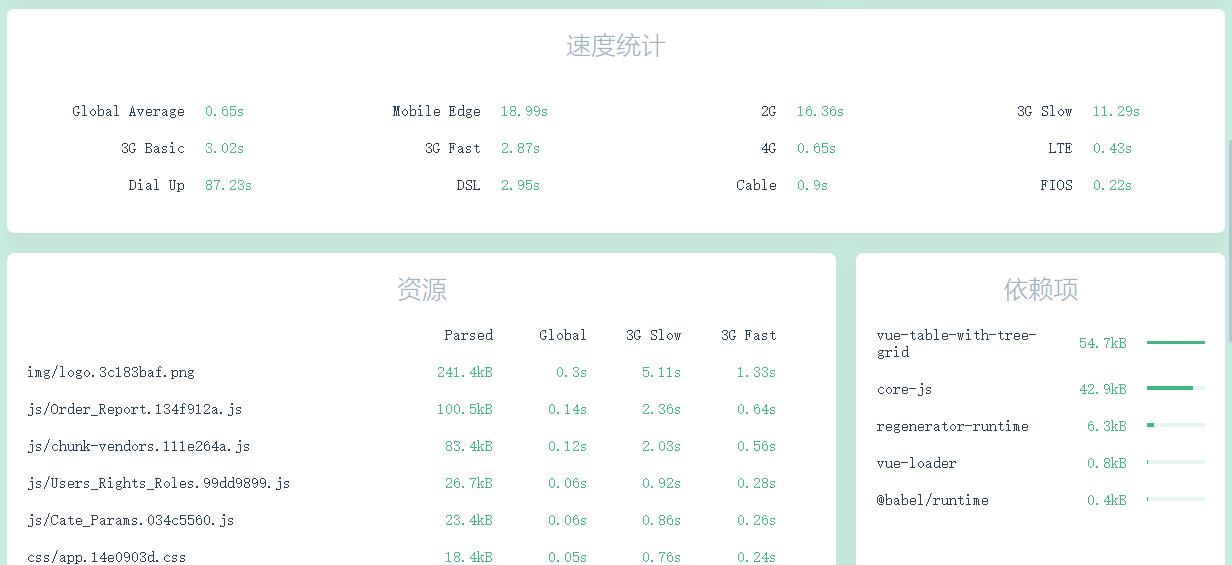 速度统计
Global Average 0.65s Mobile Edge 18.99s 2G 16.36s 3G Slow 11.29s
3G Basic 3.02s 3G Fast 2.87s 4G 0.65s LTE 0.43s
Dial Up 87.23s DSL 2.95s Cable 0.9s FIOS 0.22s
资源
Parsed Global 3G Slow 3G Fast
img/logo.3c183baf.png 241.4kB 0.3s 5.11s 1.33s
js/Order_Report.134f912a.js 100.5kB 0.14s 2.36s 0.64s
js/chunk-vendors.111e264a.js 83.4kB 0.12s 2.03s 0.56s
js/Users_Rights_Roles.99dd9899.js 26.7kB 0.06s 0.92s 0.28s
js/Cate_Params.034c5560.js 23.4kB 0.06s 0.86s 0.26s
css/app.14e0903d.css 18.4kB 0.05s 0.76s 0.24s
依赖项
vue-table-with-tree-
grid 54.7kB
core-js 42.9kB
regenerator-runtime 6.3kB
vue-loader 0.8kB
@babel/runtime 0.4kB